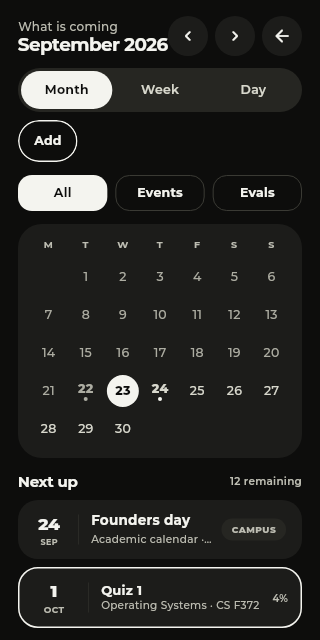 What is coming
September 2026
Month Week Day
Add
All Events Evals
M T W T F S S
1 2 3 4 5 6
7 8 9 10 11 12 13
14 15 16 17 18 19 20
21 22 23 24 25 26 27
28 29 30
Next up 12 remaining
24 SEP
Founders day
Academic calendar ·...
CAMPUS
1 OCT
Quiz 1
Operating Systems · CS F372
4%